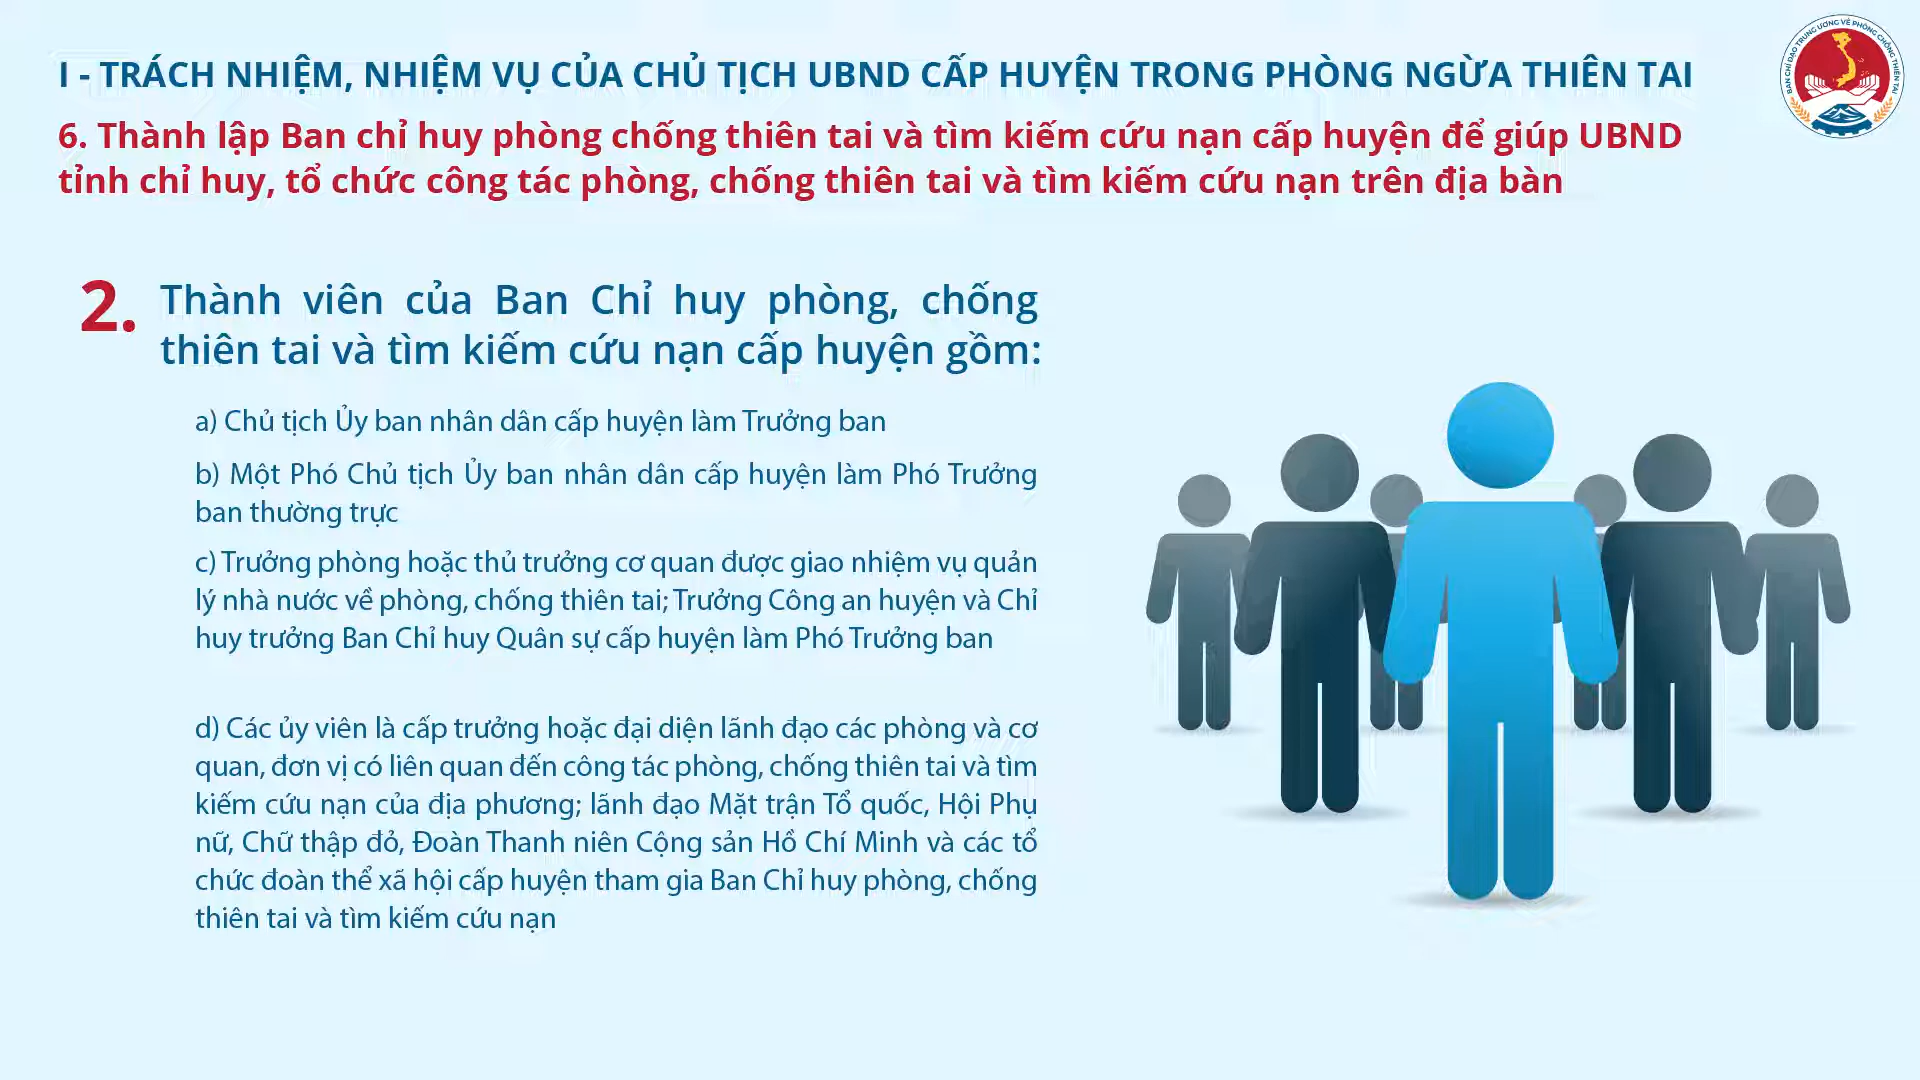 I - TRÁCH NHIỆM, NHIỆM VỤ CỦA CHỦ TỊCH UBND CẤP HUYỆN TRONG PHÒNG NGỪA THIÊN TAI
BAN CHỈ ĐẠO TRUNG ƯƠNG VỀ PHÒNG CHỐNG THIÊN TAI
6. Thành lập Ban chỉ huy phòng chống thiên tai và tìm kiếm cứu nạn cấp huyện để giúp UBND
tỉnh chỉ huy, tổ chức công tác phòng, chống thiên tai và tìm kiếm cứu nạn trên địa bàn
2. Thành viên của Ban Chỉ huy phòng, chống
thiên tai và tìm kiếm cứu nạn cấp huyện gồm:
a) Chủ tịch Ủy ban nhân dân cấp huyện làm Trưởng ban
b) Một Phó Chủ tịch Ủy ban nhân dân cấp huyện làm Phó Trưởng
ban thường trực
c) Trưởng phòng hoặc thủ trưởng cơ quan được giao nhiệm vụ quản
lý nhà nước về phòng, chống thiên tai; Trưởng Công an huyện và Chỉ
huy trưởng Ban Chỉ huy Quân sự cấp huyện làm Phó Trưởng ban
d) Các ủy viên là cấp trưởng hoặc đại diện lãnh đạo các phòng và cơ
quan, đơn vị có liên quan đến công tác phòng, chống thiên tai và tìm
kiếm cứu nạn của địa phương; lãnh đạo Mặt trận Tổ quốc, Hội Phụ
nữ, Chữ thập đỏ, Đoàn Thanh niên Cộng sản Hồ Chí Minh và các tổ
chức đoàn thể xã hội cấp huyện tham gia Ban Chỉ huy phòng, chống
thiên tai và tìm kiếm cứu nạn